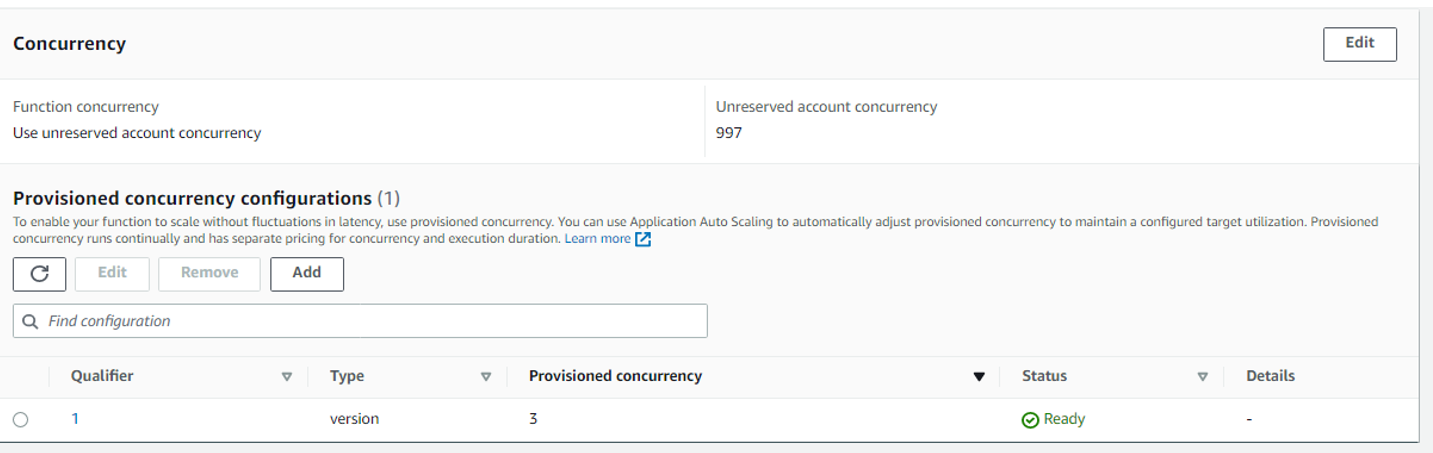 Concurrency
Edit
Function concurrency
Use unreserved account concurrency
Unreserved account concurrency
997
Provisioned concurrency configurations (1)
To enable your function to scale without fluctuations in latency, use provisioned concurrency. You can use Application Auto Scaling to automatically adjust provisioned concurrency to maintain a configured target utilization. Provisioned
concurrency runs continually and has separate pricing for concurrency and execution duration. Learn more
Edit Remove Add
Find configuration
Qualifier Type Provisioned concurrency Status Details
1 version 3 Ready -